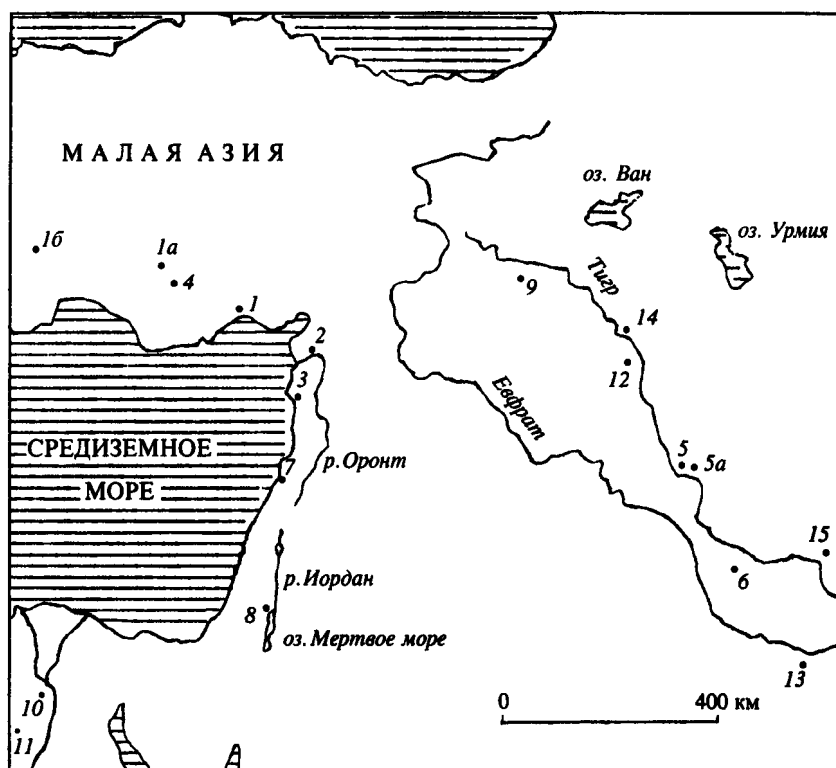 МАЛАЯ АЗИЯ
оз. Ван
оз. Урмия
1б
1а
4
1
2
3
9
Тигр
14
12
Евфрат
СРЕДИЗЕМНОЕ
МОРЕ
7
р. Оронт
5
5а
15
6
р. Иордан
8
оз. Мертвое море
13
10
11
0
400 км